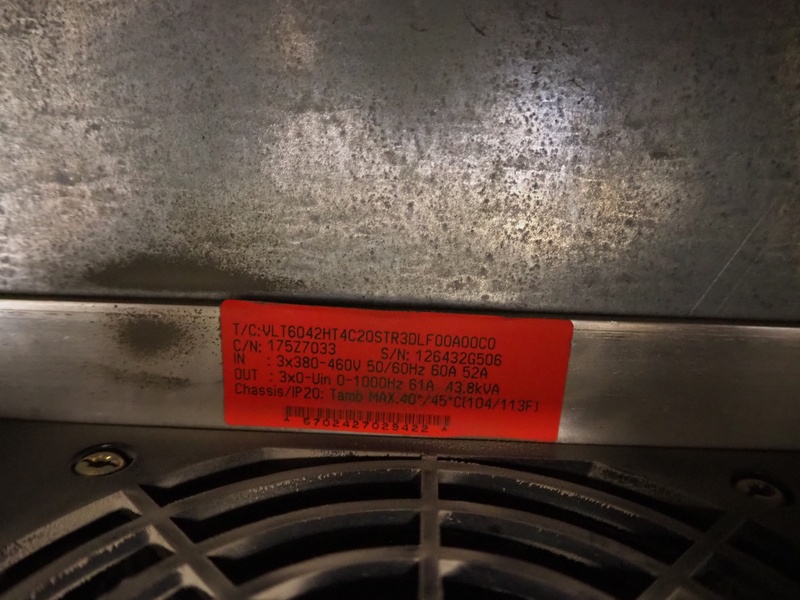 T/C:VLT6042HT4C20STR3DLF00A00C0
C/N: 175Z7033 S/N: 126432G506
IN : 3x380-460V 50/60Hz 60A 52A
OUT : 3x0-Uin 0-1000Hz 61A 43.8kVA
Chassis/IP20: Tamb MAX.40°/45°C(104/113F)
A 5702427029422 A